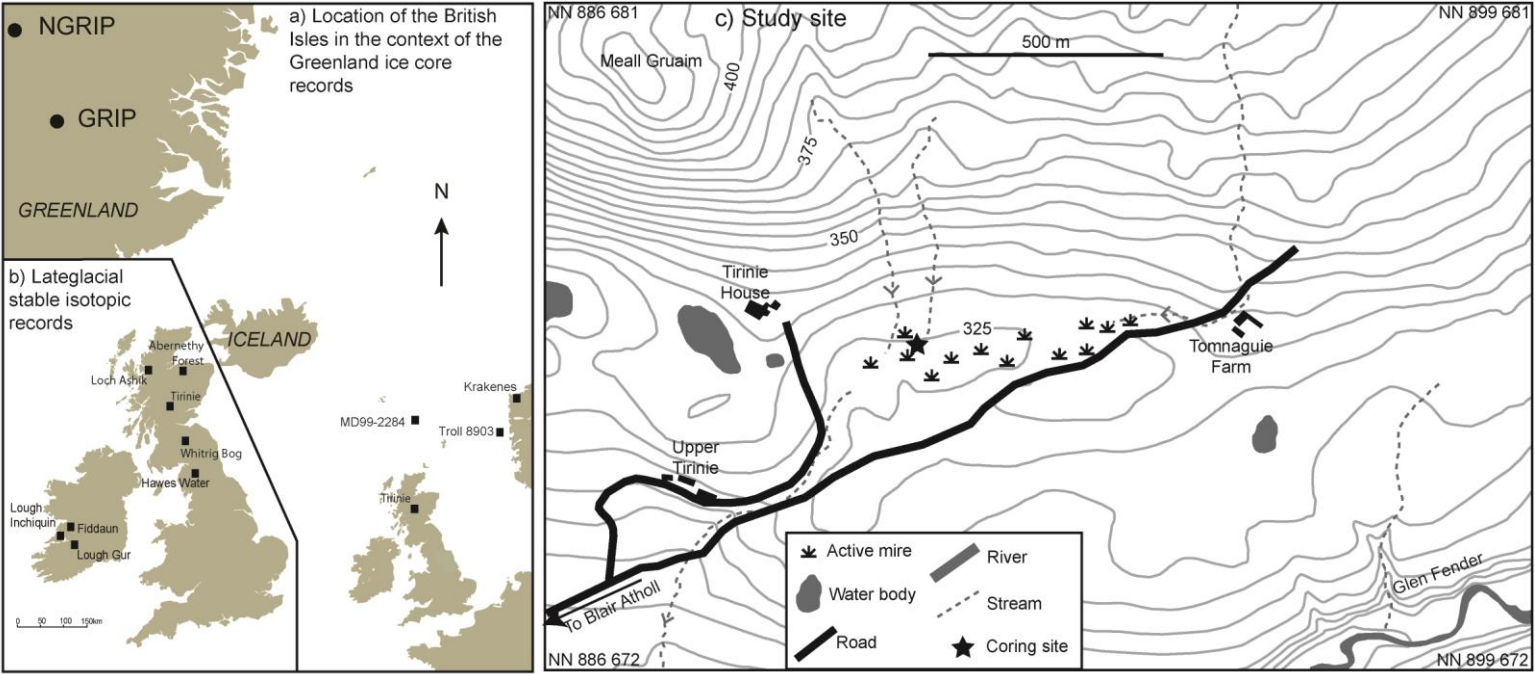 NGRIP
GRIP
GREENLAND
a) Location of the British
Isles in the context of the
Greenland ice core
records
N
b) Lateglacial
stable isotopic
records
ICELAND
Abernethy
Forest
Loch Ashik
Tirinie
Whitrig Bog
Hawes Water
Lough
Inchiquin
Fiddaun
Lough Gur
0 50 100 150km
Krakenes
MD99-2284
Troll 8903
Tirinie
NN 886 681
c) Study site
NN 899 681
500 m
Meall Gruaim
400
375
350
325
Tirinie
House
Tomnaguie
Farm
Upper
Tirinie
To Blair Atholl
Glen Fender
Active mire
River
Water body
Stream
Road
Coring site
NN 886 672
NN 899 672